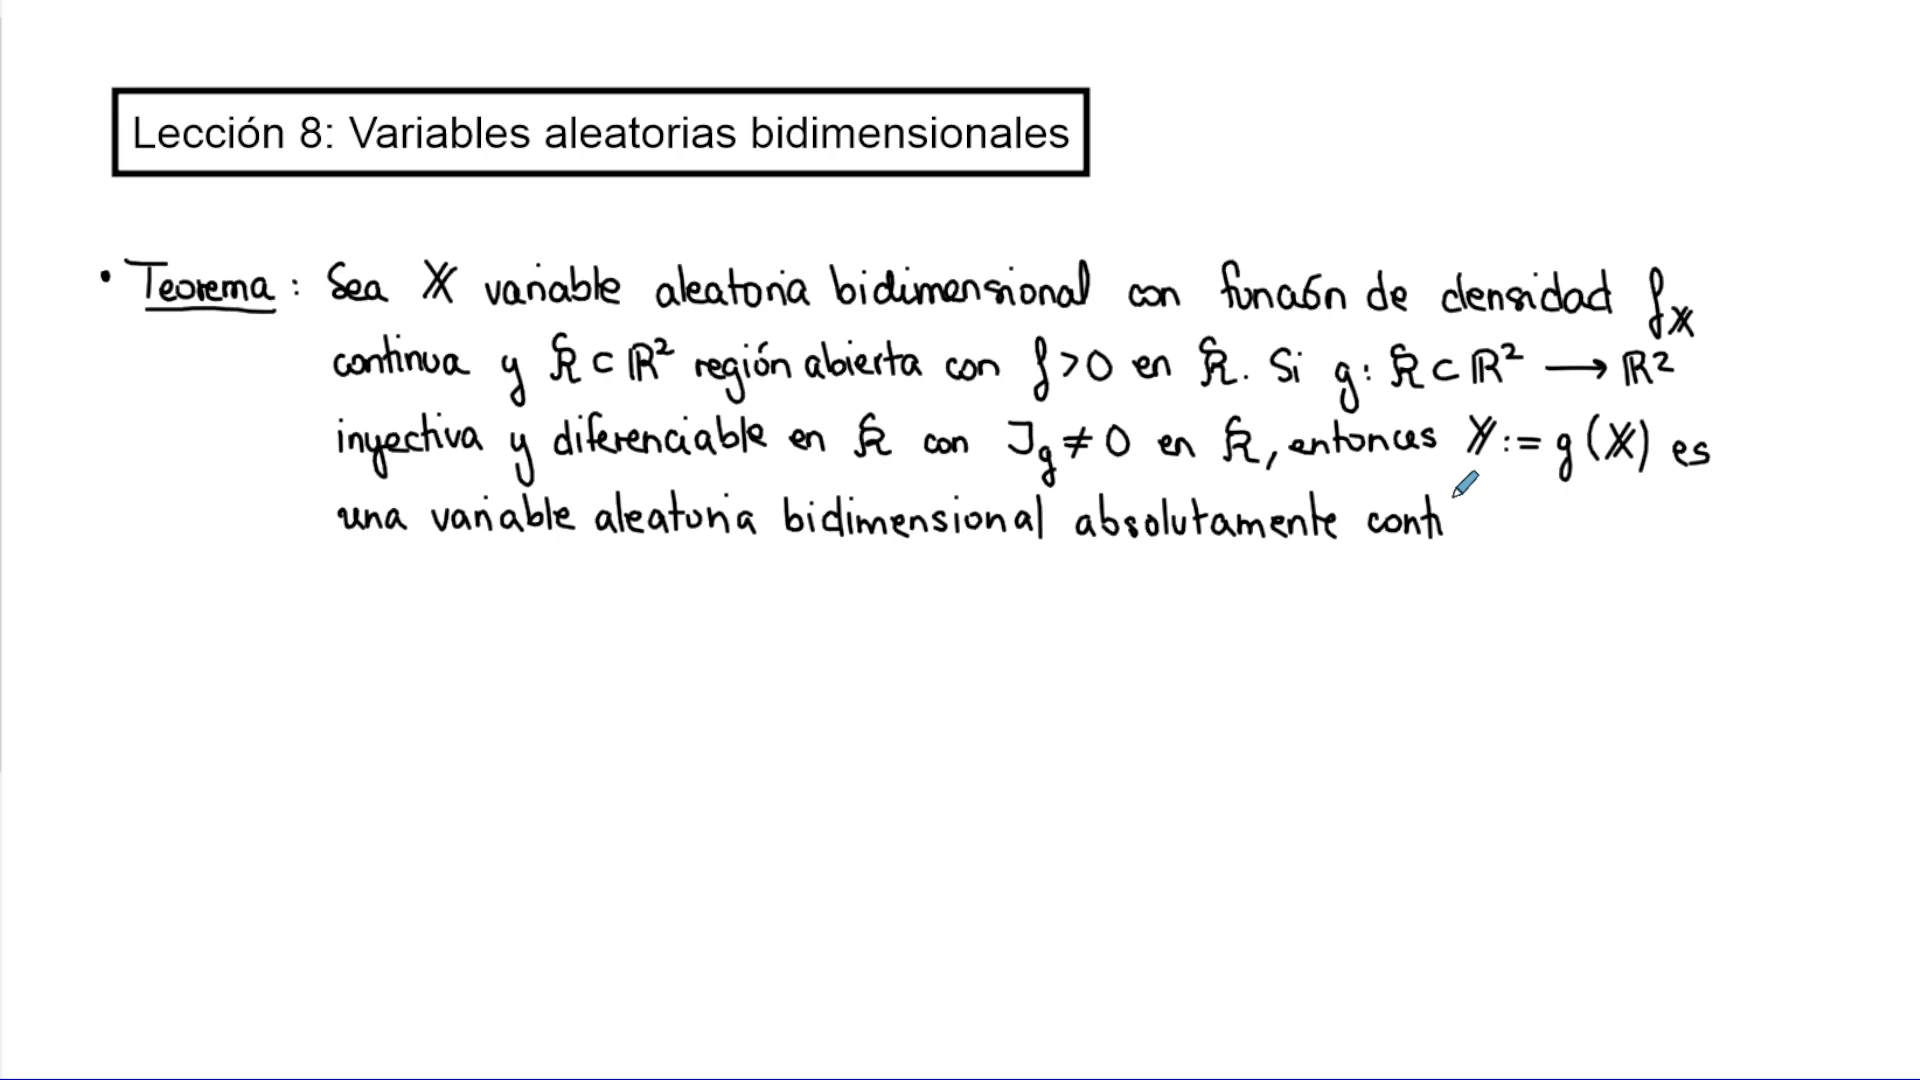 Lección 8: Variables aleatorias bidimensionales
• Teorema: Sea 𝕏 variable aleatoria bidimensional con función de densidad f_𝕏
continua y ℛ ⊂ ℝ² región abierta con f > 0 en ℛ. Si g: ℛ ⊂ ℝ² ⟶ ℝ²
inyectiva y diferenciable en ℛ con J_g ≠ 0 en ℛ, entonces 𝕐 := g(𝕏) es
una variable aleatoria bidimensional absolutamente conti